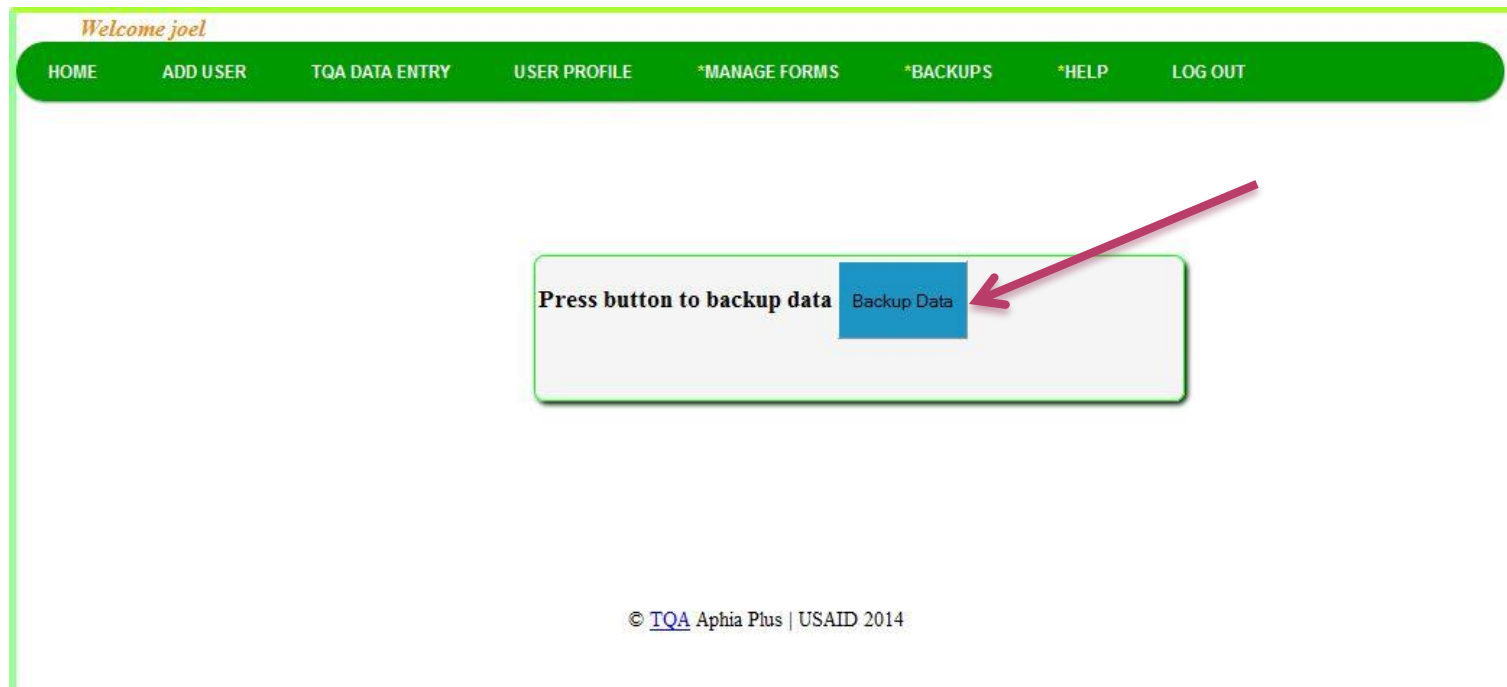 Welcome joel
HOME ADD USER TQA DATA ENTRY USER PROFILE *MANAGE FORMS *BACKUPS *HELP LOG OUT
Press button to backup data Backup Data
© TQA Aphia Plus | USAID 2014